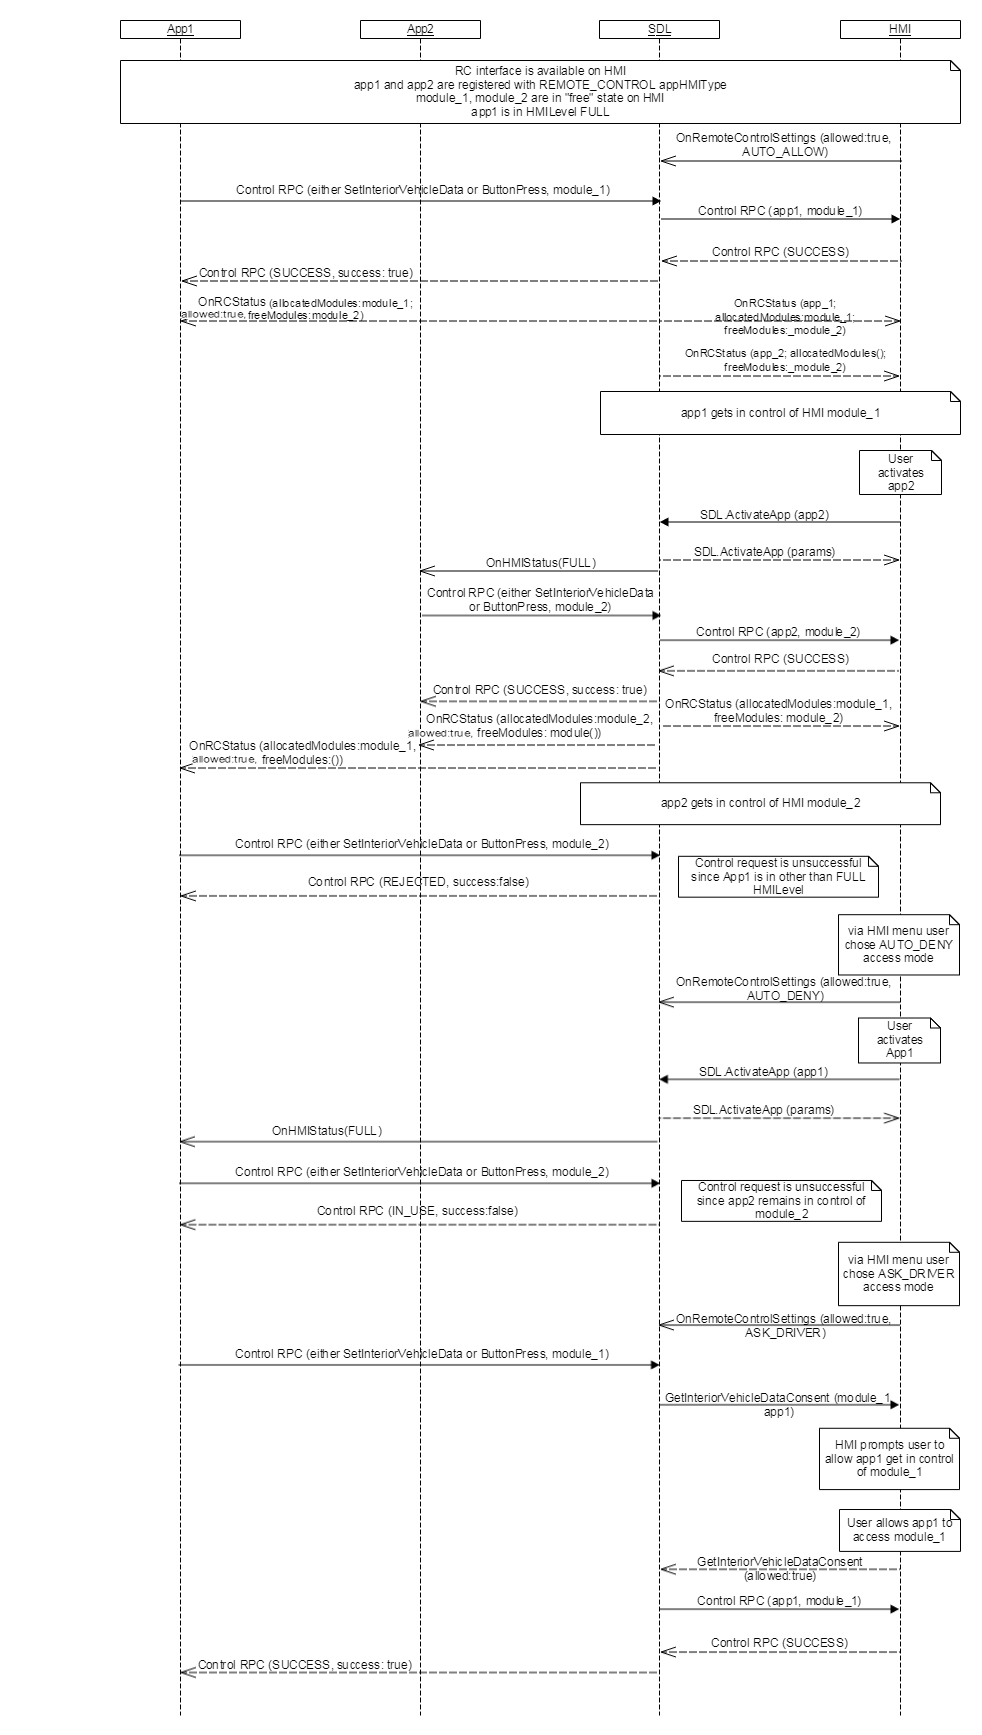 App1
App2
SDL
HMI
RC interface is available on HMI
app1 and app2 are registered with REMOTE_CONTROL appHMIType
module_1, module_2 are in "free" state on HMI
app1 is in HMILevel FULL
OnRemoteControlSettings (allowed:true,
AUTO_ALLOW)
Control RPC (either SetInteriorVehicleData or ButtonPress, module_1)
Control RPC (app1, module_1)
Control RPC (SUCCESS)
Control RPC (SUCCESS, success: true)
OnRCStatus (allocatedModules:module_1;
allowed:true, freeModules:module_2)
OnRCStatus (app_1;
allocatedModules:module_1;
freeModules:_module_2)
OnRCStatus (app_2; allocatedModules();
freeModules:_module_2)
app1 gets in control of HMI module_1
User
activates
app2
SDL.ActivateApp (app2)
SDL.ActivateApp (params)
OnHMIStatus(FULL)
Control RPC (either SetInteriorVehicleData
or ButtonPress, module_2)
Control RPC (app2, module_2)
Control RPC (SUCCESS)
Control RPC (SUCCESS, success: true)
OnRCStatus (allocatedModules:module_1,
freeModules: module_2)
OnRCStatus (allocatedModules:module_2,
allowed:true, freeModules: module())
OnRCStatus (allocatedModules:module_1,
allowed:true, freeModules:())
app2 gets in control of HMI module_2
Control RPC (either SetInteriorVehicleData or ButtonPress, module_2)
Control request is unsuccessful
since App1 is in other than FULL
HMILevel
Control RPC (REJECTED, success:false)
via HMI menu user
chose AUTO_DENY
access mode
OnRemoteControlSettings (allowed:true,
AUTO_DENY)
User
activates
App1
SDL.ActivateApp (app1)
SDL.ActivateApp (params)
OnHMIStatus(FULL)
Control RPC (either SetInteriorVehicleData or ButtonPress, module_2)
Control request is unsuccessful
since app2 remains in control of
module_2
Control RPC (IN_USE, success:false)
via HMI menu user
chose ASK_DRIVER
access mode
OnRemoteControlSettings (allowed:true,
ASK_DRIVER)
Control RPC (either SetInteriorVehicleData or ButtonPress, module_1)
GetInteriorVehicleDataConsent (module_1,
app1)
HMI prompts user to
allow app1 get in control
of module_1
User allows app1 to
access module_1
GetInteriorVehicleDataConsent
(allowed:true)
Control RPC (app1, module_1)
Control RPC (SUCCESS)
Control RPC (SUCCESS, success: true)